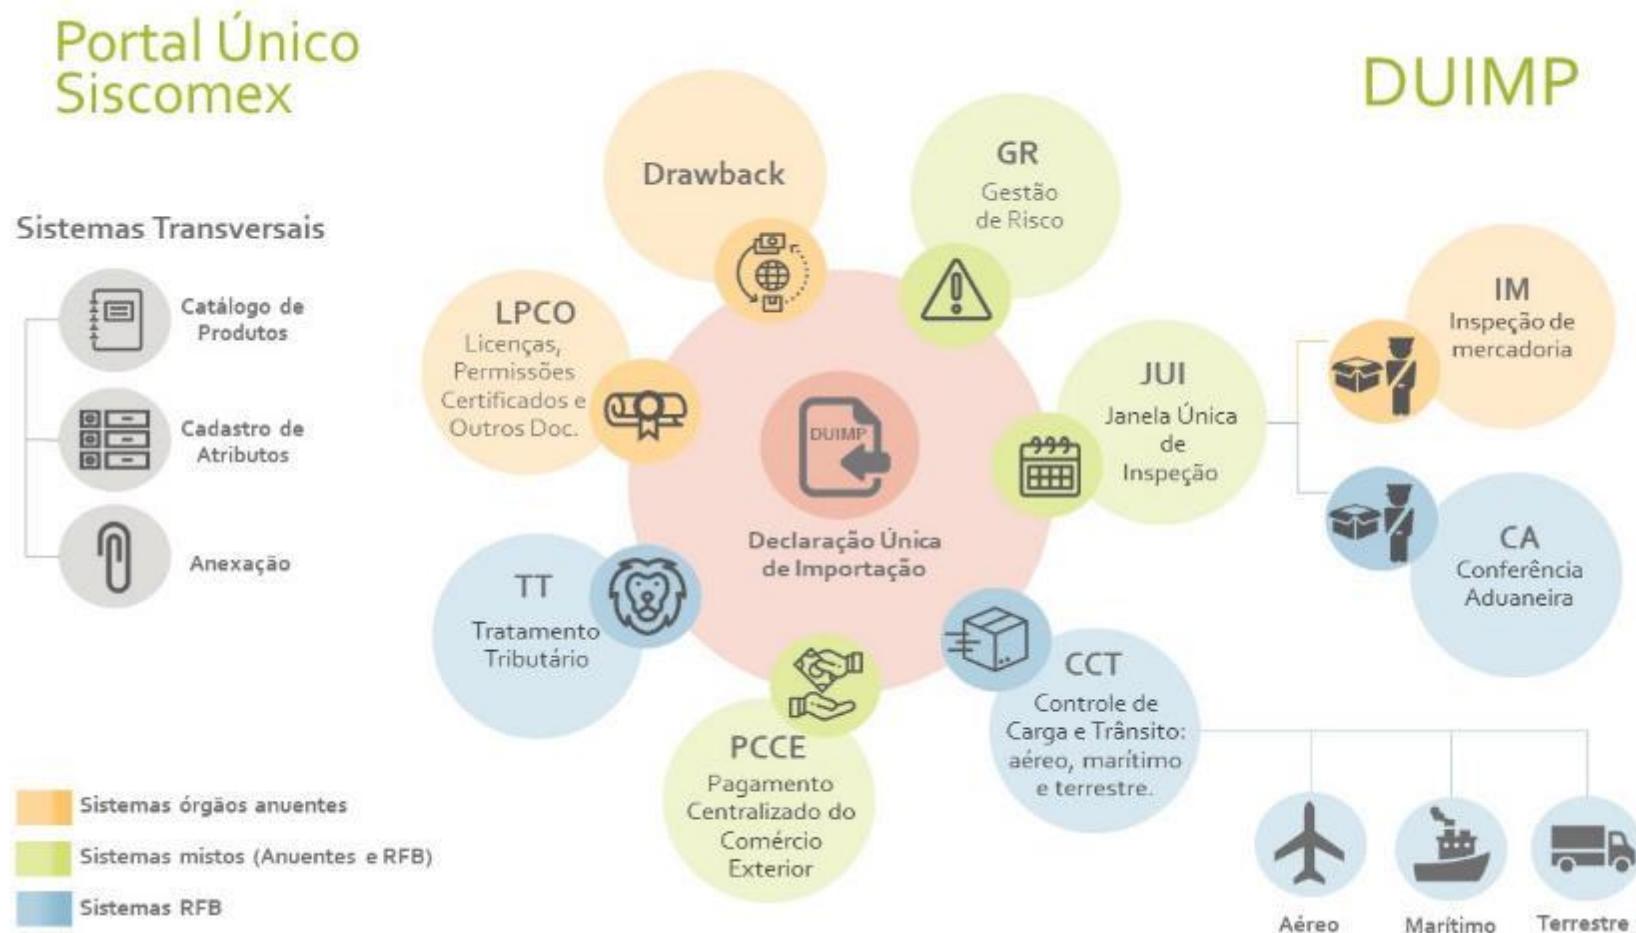 Portal Único
Siscomex
DUIMP
Sistemas Transversais
Catálogo de
Produtos
Cadastro de
Atributos
Anexação
Drawback
GR
Gestão
de Risco
LPCO
Licenças,
Permissões
Certificados e
Outros Doc.
JUI
Janela Única
de
Inspeção
IM
Inspeção de
mercadoria
CA
Conferência
Aduaneira
DUIMP
Declaração Única
de Importação
TT
Tratamento
Tributário
PCCE
Pagamento
Centralizado do
Comércio
Exterior
CCT
Controle de
Carga e Trânsito:
aéreo, marítimo
e terrestre.
Aéreo
Marítimo
Terrestre
Sistemas órgãos anuentes
Sistemas mistos (Anuentes e RFB)
Sistemas RFB